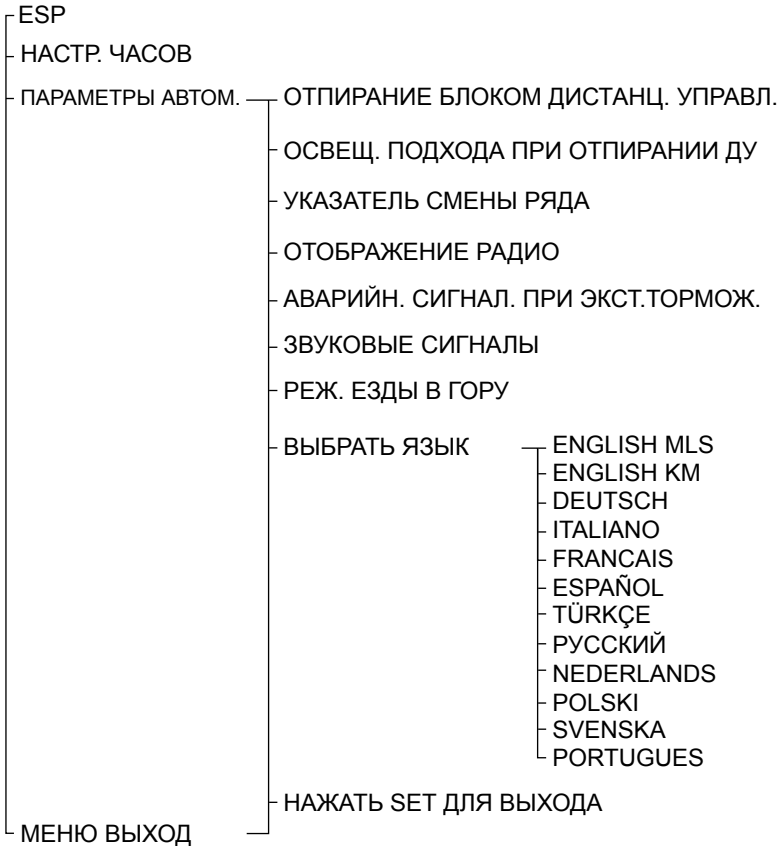 ESP
НАСТР. ЧАСОВ
ПАРАМЕТРЫ АВТОМ.
ОТПИРАНИЕ БЛОКОМ ДИСТАНЦ. УПРАВЛ.
ОСВЕЩ. ПОДХОДА ПРИ ОТПИРАНИИ ДУ
УКАЗАТЕЛЬ СМЕНЫ РЯДА
ОТОБРАЖЕНИЕ РАДИО
АВАРИЙН. СИГНАЛ. ПРИ ЭКСТ.ТОРМОЖ.
ЗВУКОВЫЕ СИГНАЛЫ
РЕЖ. ЕЗДЫ В ГОРУ
ВЫБРАТЬ ЯЗЫК
ENGLISH MLS
ENGLISH KM
DEUTSCH
ITALIANO
FRANCAIS
ESPAÑOL
TÜRKÇE
РУССКИЙ
NEDERLANDS
POLSKI
SVENSKA
PORTUGUES
НАЖАТЬ SET ДЛЯ ВЫХОДА
МЕНЮ ВЫХОД